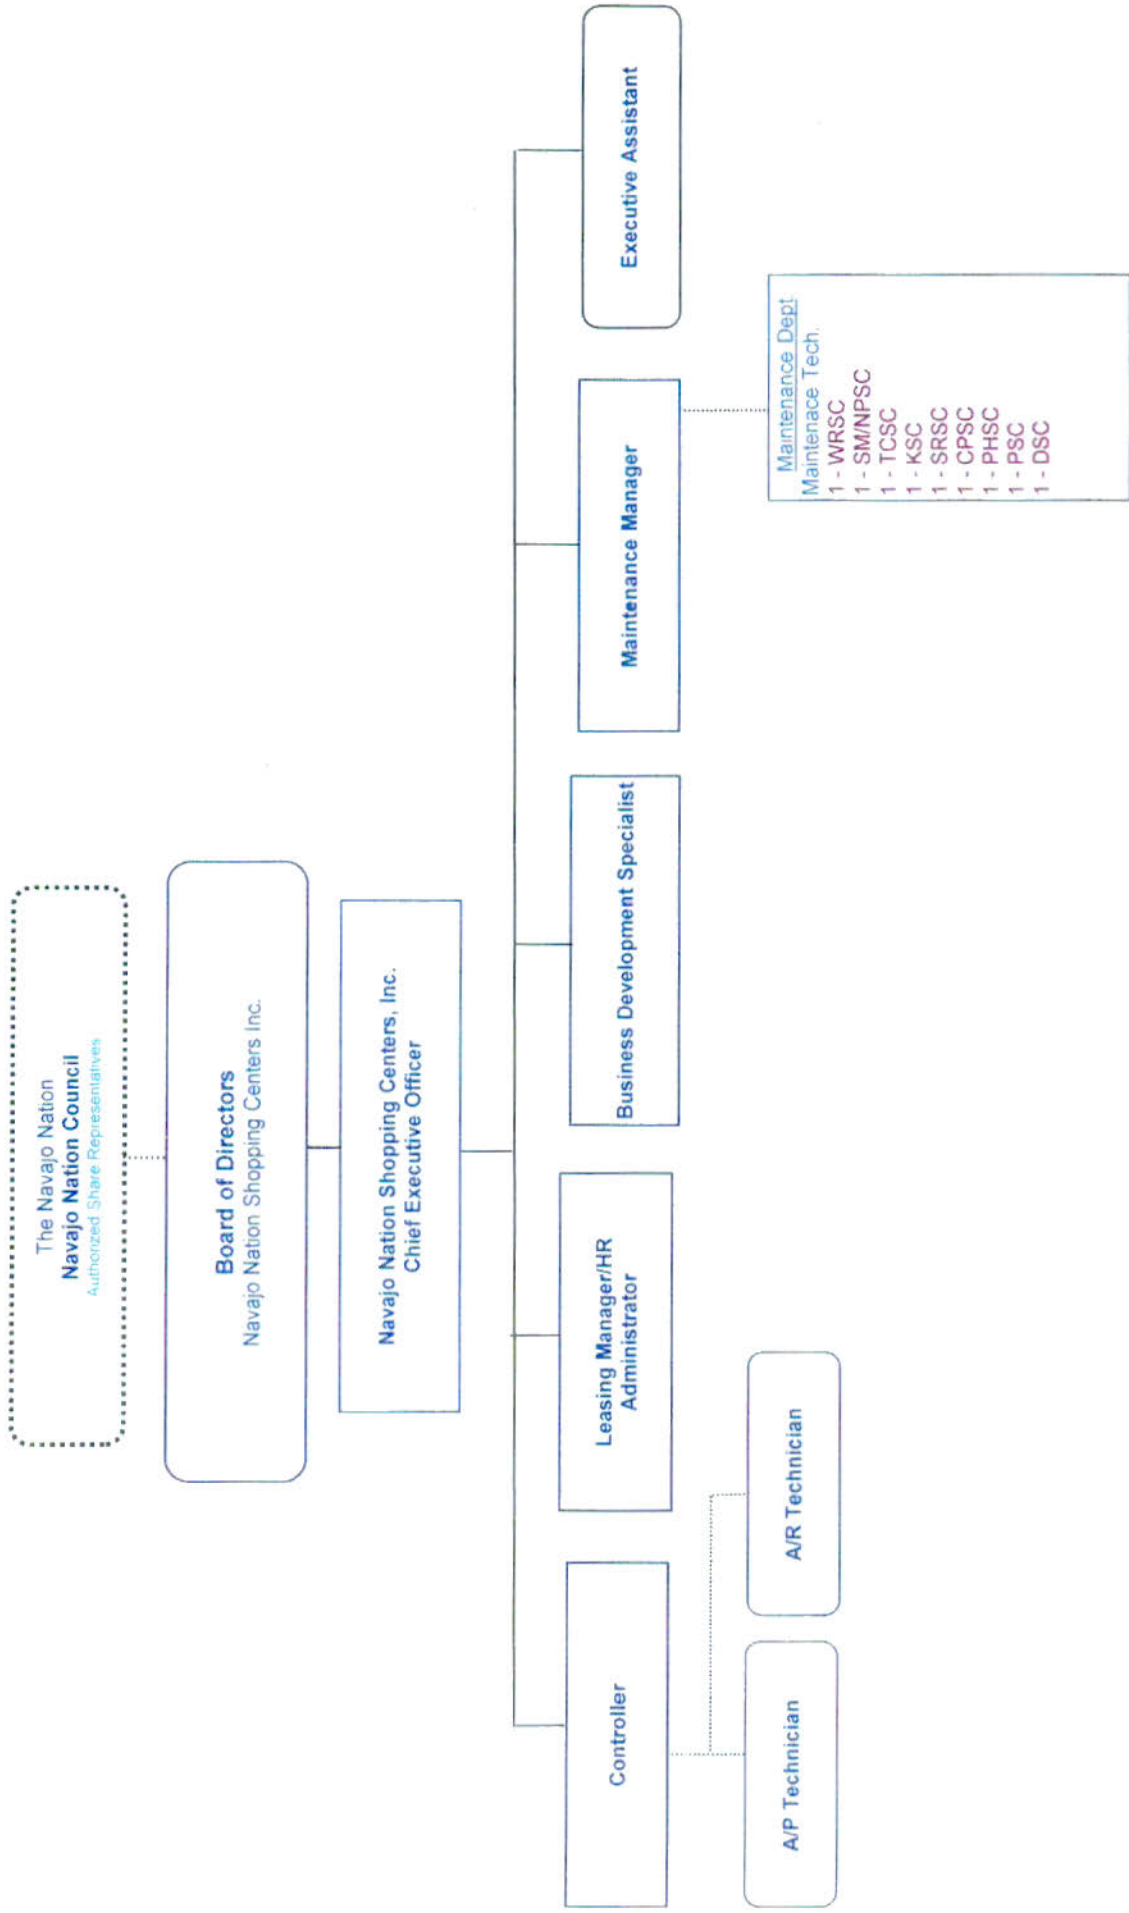 The Navajo Nation
Navajo Nation Council
Authorized Share Representatives
Board of Directors
Navajo Nation Shopping Centers Inc.
Navajo Nation Shopping Centers, Inc.
Chief Executive Officer
Controller
Leasing Manager/HR
Administrator
Business Development Specialist
Maintenance Manager
Executive Assistant
A/P Technician
A/R Technician
Maintenance Dept
Maintenace Tech.
1 - WRSC
1 - SM/NPSC
1 - TCSC
1 - KSC
1 - SRSC
1 - CPSC
1 - PHSC
1 - PSC
1 - DSC